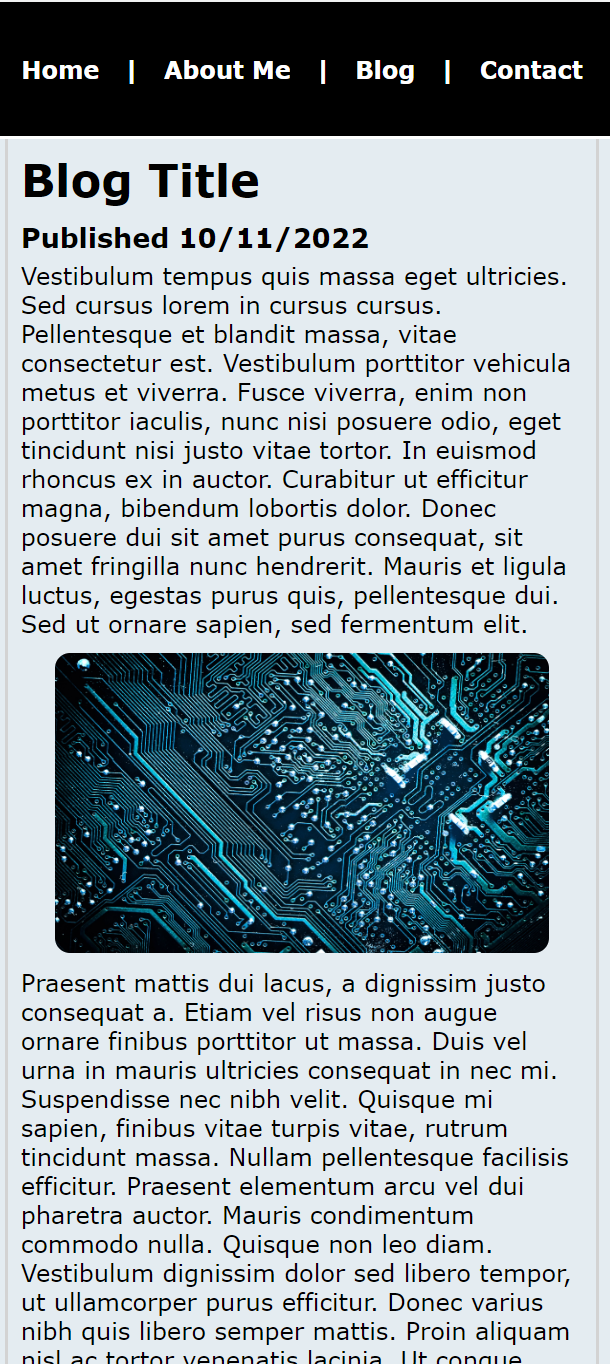 Home | About Me | Blog | Contact
Blog Title
Published 10/11/2022
Vestibulum tempus quis massa eget ultricies.
Sed cursus lorem in cursus cursus.
Pellentesque et blandit massa, vitae
consectetur est. Vestibulum porttitor vehicula
metus et viverra. Fusce viverra, enim non
porttitor iaculis, nunc nisi posuere odio, eget
tincidunt nisi justo vitae tortor. In euismod
rhoncus ex in auctor. Curabitur ut efficitur
magna, bibendum lobortis dolor. Donec
posuere dui sit amet purus consequat, sit
amet fringilla nunc hendrerit. Mauris et ligula
luctus, egestas purus quis, pellentesque dui.
Sed ut ornare sapien, sed fermentum elit.
Praesent mattis dui lacus, a dignissim justo
consequat a. Etiam vel risus non augue
ornare finibus porttitor ut massa. Duis vel
urna in mauris ultricies consequat in nec mi.
Suspendisse nec nibh velit. Quisque mi
sapien, finibus vitae turpis vitae, rutrum
tincidunt massa. Nullam pellentesque facilisis
efficitur. Praesent elementum arcu vel dui
pharetra auctor. Mauris condimentum
commodo nulla. Quisque non leo diam.
Vestibulum dignissim dolor sed libero tempor,
ut ullamcorper purus efficitur. Donec varius
nibh quis libero semper mattis. Proin aliquam
nisl ac tortor venenatis lacinia. Ut congue